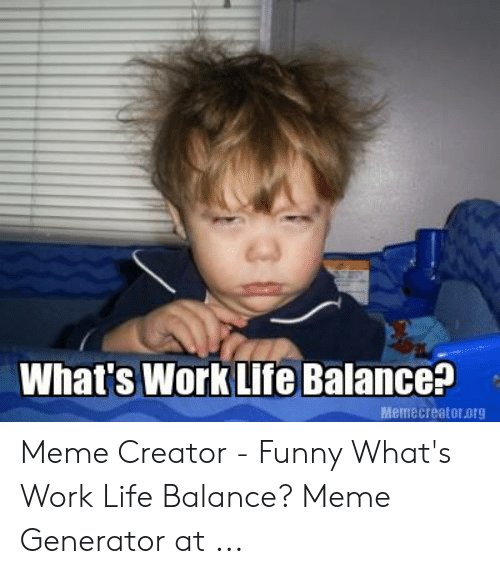 What's Work Life Balance?
Memecreator.org
Meme Creator - Funny What's
Work Life Balance? Meme
Generator at ...